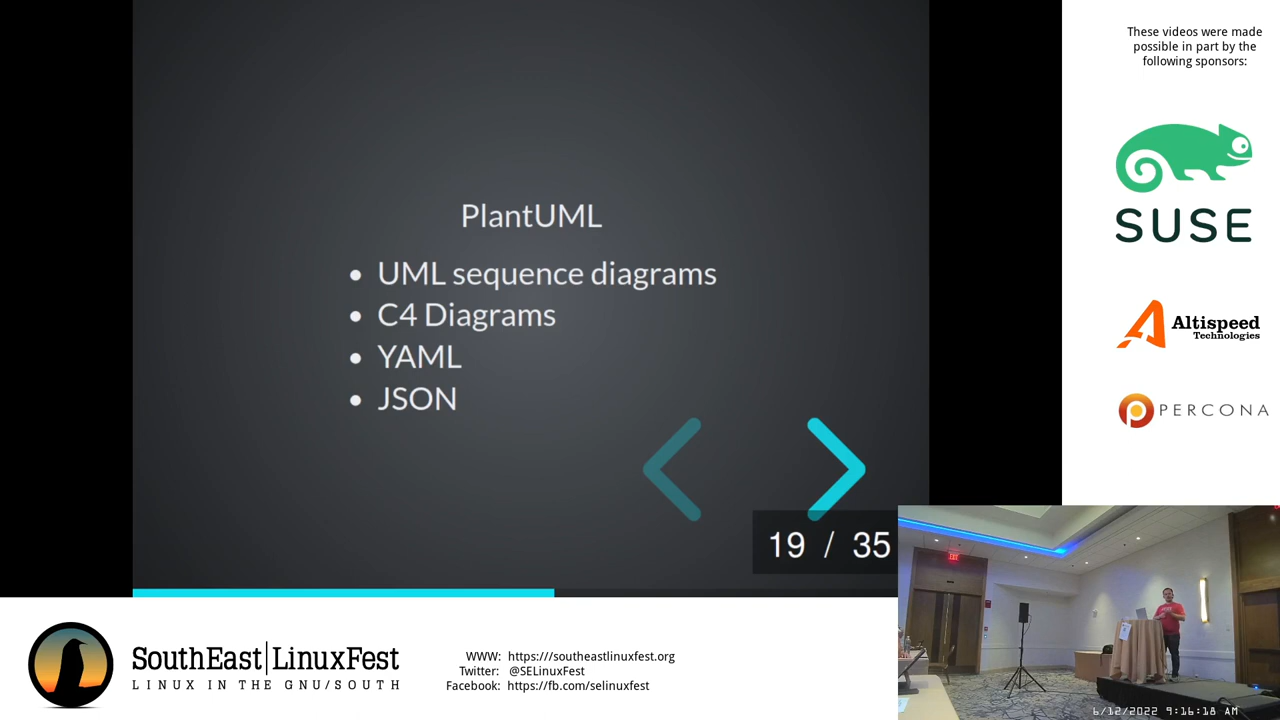 PlantUML
UML sequence diagrams
C4 Diagrams
YAML
JSON
19 / 35
These videos were made
possible in part by the
following sponsors:
SUSE
Altispeed
Technologies
PERCONA
SouthEast|LinuxFest
LINUX IN THE GNU/SOUTH
WWW: https:///southeastlinuxfest.org
Twitter: @SELinuxFest
Facebook: https://fb.com/selinuxfest
6/12/2022 9:16:18 AM